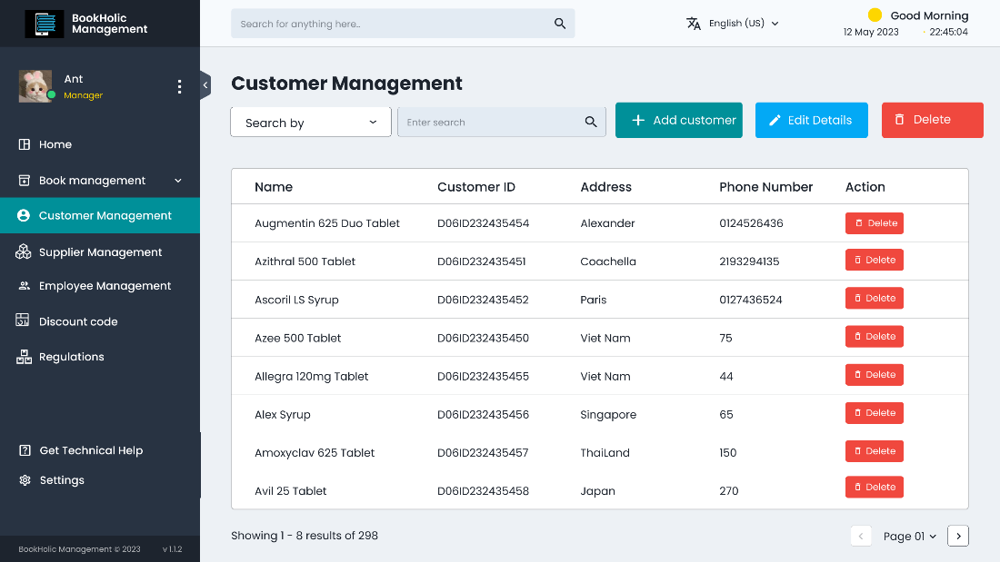 BookHolic
Management
Search for anything here..
English (US)
Good Morning
12 May 2023
22:45:04
Ant
Manager
Home
Book management
Customer Management
Supplier Management
Employee Management
Discount code
Regulations
Get Technical Help
Settings
BookHolic Management © 2023
v 1.1.2
Customer Management
Search by
Enter search
Add customer
Edit Details
Delete
Name Customer ID Address Phone Number Action
Augmentin 625 Duo Tablet D06ID232435454 Alexander 0124526436 Delete
Azithral 500 Tablet D06ID232435451 Coachella 2193294135 Delete
Ascoril LS Syrup D06ID232435452 Paris 0127436524 Delete
Azee 500 Tablet D06ID232435450 Viet Nam 75 Delete
Allegra 120mg Tablet D06ID232435455 Viet Nam 44 Delete
Alex Syrup D06ID232435456 Singapore 65 Delete
Amoxyclav 625 Tablet D06ID232435457 ThaiLand 150 Delete
Avil 25 Tablet D06ID232435458 Japan 270 Delete
Showing 1 - 8 results of 298
Page 01